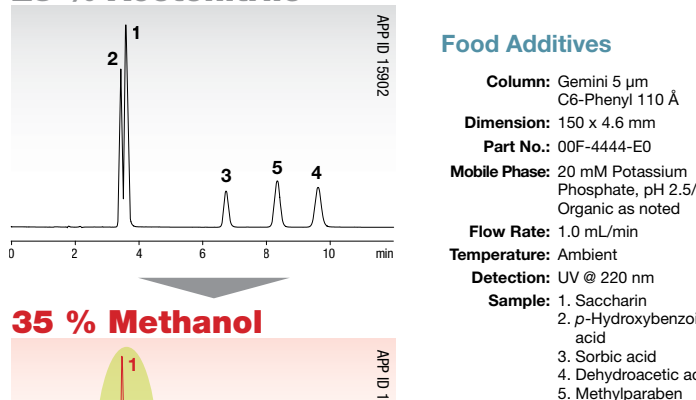 APP ID 15902
1
2
3
5
4
0 2 4 6 8 10 min
35 % Methanol
1
APP ID 1
Food Additives
Column: Gemini 5 µm
C6-Phenyl 110 Å
Dimension: 150 x 4.6 mm
Part No.: 00F-4444-E0
Mobile Phase: 20 mM Potassium
Phosphate, pH 2.5/
Organic as noted
Flow Rate: 1.0 mL/min
Temperature: Ambient
Detection: UV @ 220 nm
Sample: 1. Saccharin
2. p-Hydroxybenzoi
acid
3. Sorbic acid
4. Dehydroacetic ac
5. Methylparaben